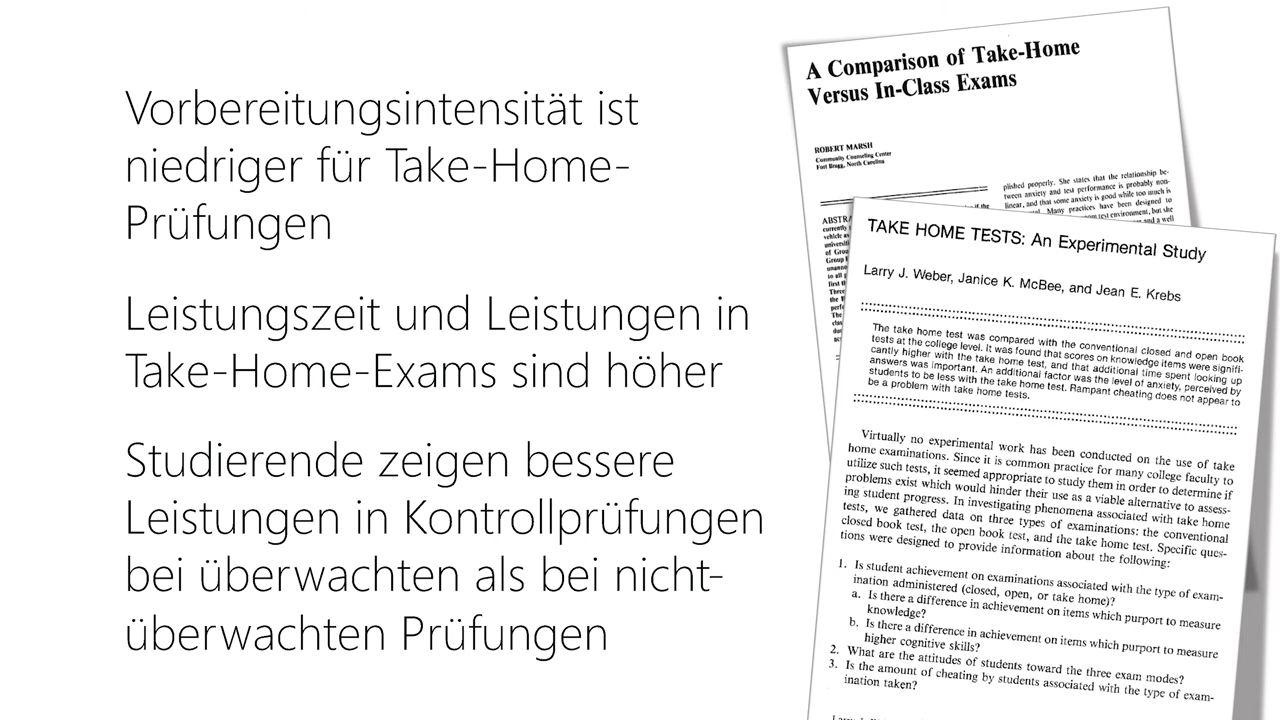 Vorbereitungsintensität ist
niedriger für Take-Home-
Prüfungen
Leistungszeit und Leistungen in
Take-Home-Exams sind höher
Studierende zeigen bessere
Leistungen in Kontrollprüfungen
bei überwachten als bei nicht-
überwachten Prüfungen
A Comparison of Take-Home
Versus In-Class Exams
ROBERT MARSH
Community Counseling Center
Fort Bragg, North Carolina
plished properly. She states that the relationship be-
tween anxiety and test performance is probably non-
linear, and that some anxiety is good while too much is
Many practices have been designed to
test environment, but she
and a well
TAKE HOME TESTS: An Experimental Study
Larry J. Weber, Janice K. McBee, and Jean E. Krebs
The take home test was compared with the conventional closed and open book
tests at the college level. It was found that scores on knowledge items were signifi-
cantly higher with the take home test, and that additional time spent looking up
answers was important. An additional factor was the level of anxiety, perceived by
students to be less with the take home test. Rampant cheating does not appear to
be a problem with take home tests.
Virtually no experimental work has been conducted on the use of take
home examinations. Since it is common practice for many college faculty to
utilize such tests, it seemed appropriate to study them in order to determine if
problems exist which would hinder their use as a viable alternative to assess-
ing student progress. In investigating phenomena associated with take home
tests, we gathered data on three types of examinations: the conventional
closed book test, the open book test, and the take home test. Specific ques-
tions were designed to provide information about the following:
1. Is student achievement on examinations associated with the type of exam-
ination administered (closed, open, or take home)?
a. Is there a difference in achievement on items which purport to measure
knowledge?
b. Is there a difference in achievement on items which purport to measure
higher cognitive skills?
2. What are the attitudes of students toward the three exam modes?
3. Is the amount of cheating by students associated with the type of exam-
ination taken?